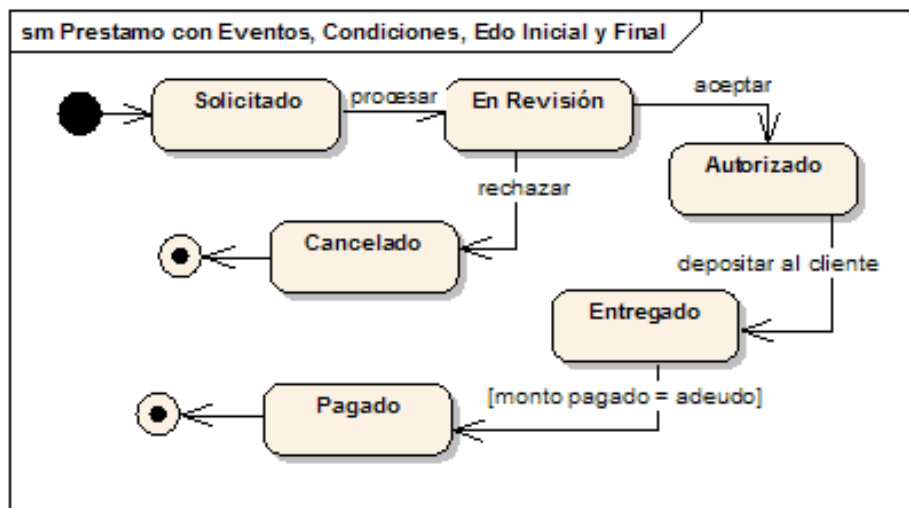 sm Prestamo con Eventos, Condiciones, Edo Inicial y Final
Solicitado
procesar
En Revisión
aceptar
Autorizado
rechazar
Cancelado
depositar al cliente
Entregado
[monto pagado = adeudo]
Pagado